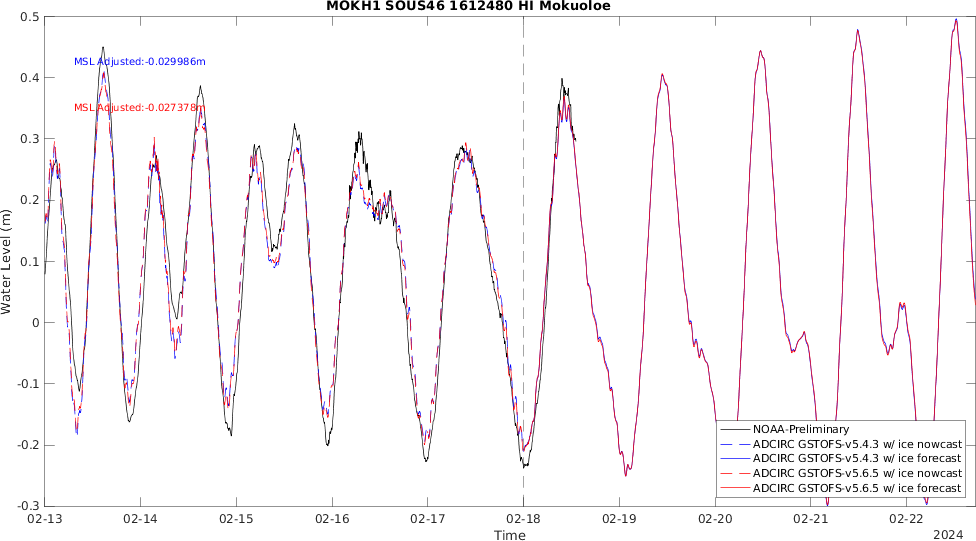 MOKH1 SOUS46 1612480 HI Mokuoloe
0.5
0.4
0.3
0.2
0.1
0
-0.1
-0.2
-0.3
Water Level (m)
MSL Adjusted:-0.029986m
MSL Adjusted:-0.027378m
NOAA-Preliminary
ADCIRC GSTOFS-v5.4.3 w/ ice nowcast
ADCIRC GSTOFS-v5.4.3 w/ ice forecast
ADCIRC GSTOFS-v5.6.5 w/ ice nowcast
ADCIRC GSTOFS-v5.6.5 w/ ice forecast
02-13 02-14 02-15 02-16 02-17 02-18 02-19 02-20 02-21 02-22
Time
2024